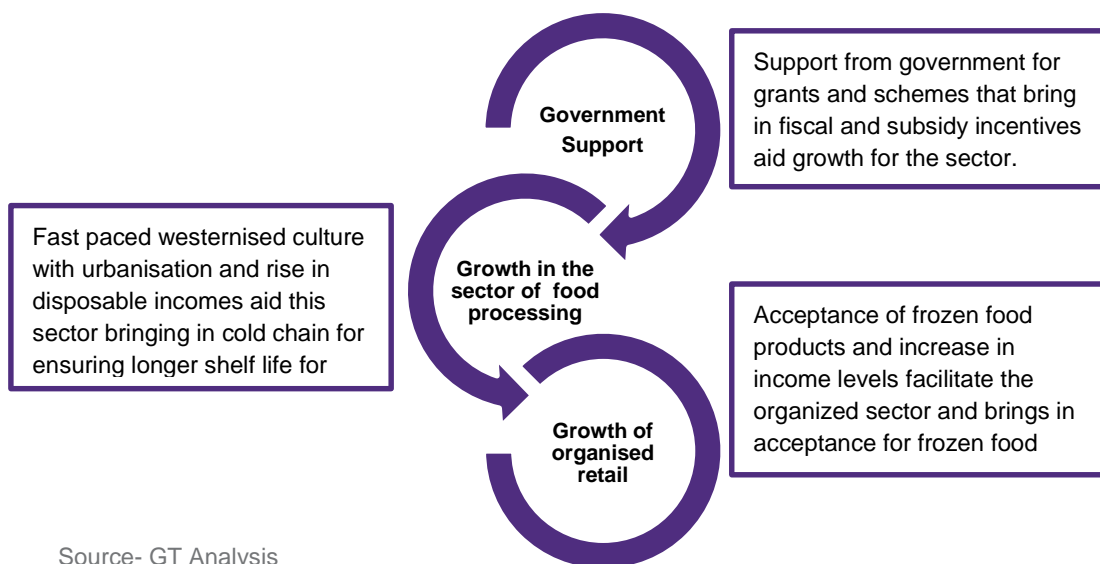 Government
Support
Support from government for
grants and schemes that bring
in fiscal and subsidy incentives
aid growth for the sector.
Fast paced westernised culture
with urbanisation and rise in
disposable incomes aid this
sector bringing in cold chain for
ensuring longer shelf life for
Growth in the
sector of food
processing
Acceptance of frozen food
products and increase in
income levels facilitate the
organized sector and brings in
acceptance for frozen food
Growth of
organised
retail
Source- GT Analysis